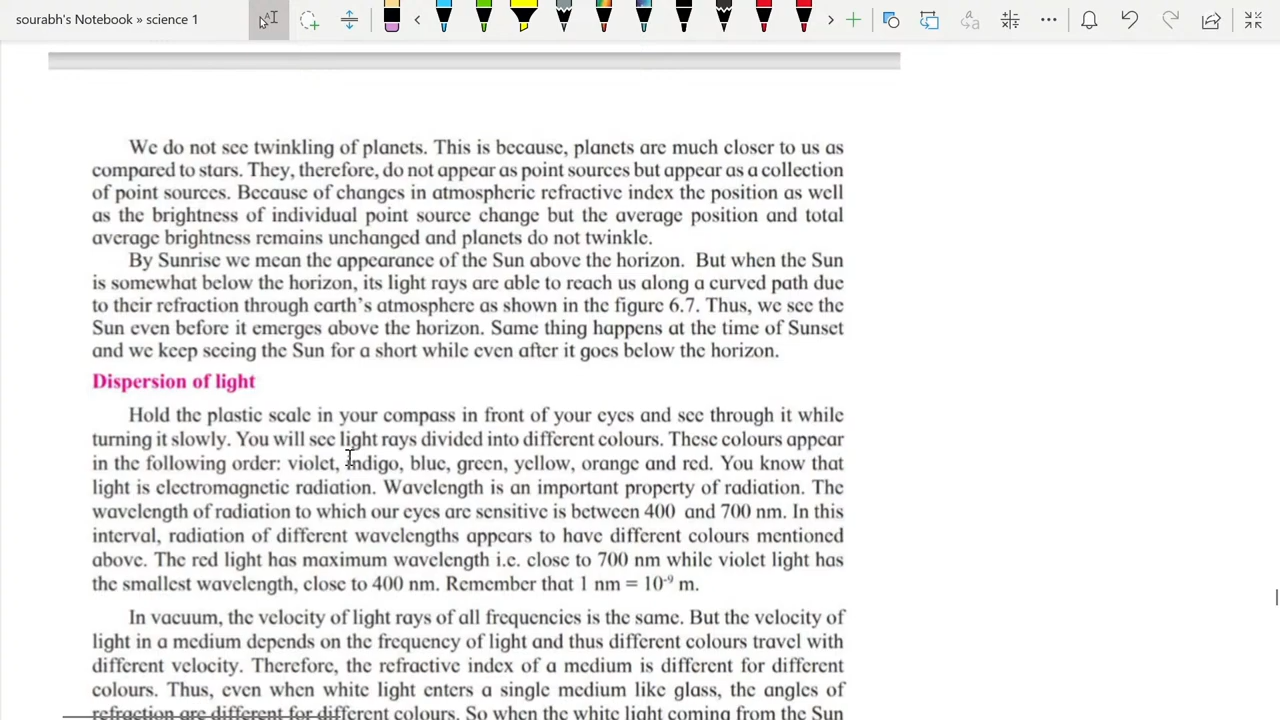 sourabh's Notebook » science 1
We do not see twinkling of planets. This is because, planets are much closer to us as
compared to stars. They, therefore, do not appear as point sources but appear as a collection
of point sources. Because of changes in atmospheric refractive index the position as well
as the brightness of individual point source change but the average position and total
average brightness remains unchanged and planets do not twinkle.
By Sunrise we mean the appearance of the Sun above the horizon. But when the Sun
is somewhat below the horizon, its light rays are able to reach us along a curved path due
to their refraction through earth's atmosphere as shown in the figure 6.7. Thus, we see the
Sun even before it emerges above the horizon. Same thing happens at the time of Sunset
and we keep seeing the Sun for a short while even after it goes below the horizon.
Dispersion of light
Hold the plastic scale in your compass in front of your eyes and see through it while
turning it slowly. You will see light rays divided into different colours. These colours appear
in the following order: violet, indigo, blue, green, yellow, orange and red. You know that
light is electromagnetic radiation. Wavelength is an important property of radiation. The
wavelength of radiation to which our eyes are sensitive is between 400 and 700 nm. In this
interval, radiation of different wavelengths appears to have different colours mentioned
above. The red light has maximum wavelength i.e. close to 700 nm while violet light has
the smallest wavelength, close to 400 nm. Remember that 1 nm = 10⁻⁹ m.
In vacuum, the velocity of light rays of all frequencies is the same. But the velocity of
light in a medium depends on the frequency of light and thus different colours travel with
different velocity. Therefore, the refractive index of a medium is different for different
colours. Thus, even when white light enters a single medium like glass, the angles of
refraction are different for different colours. So when the white light coming from the Sun